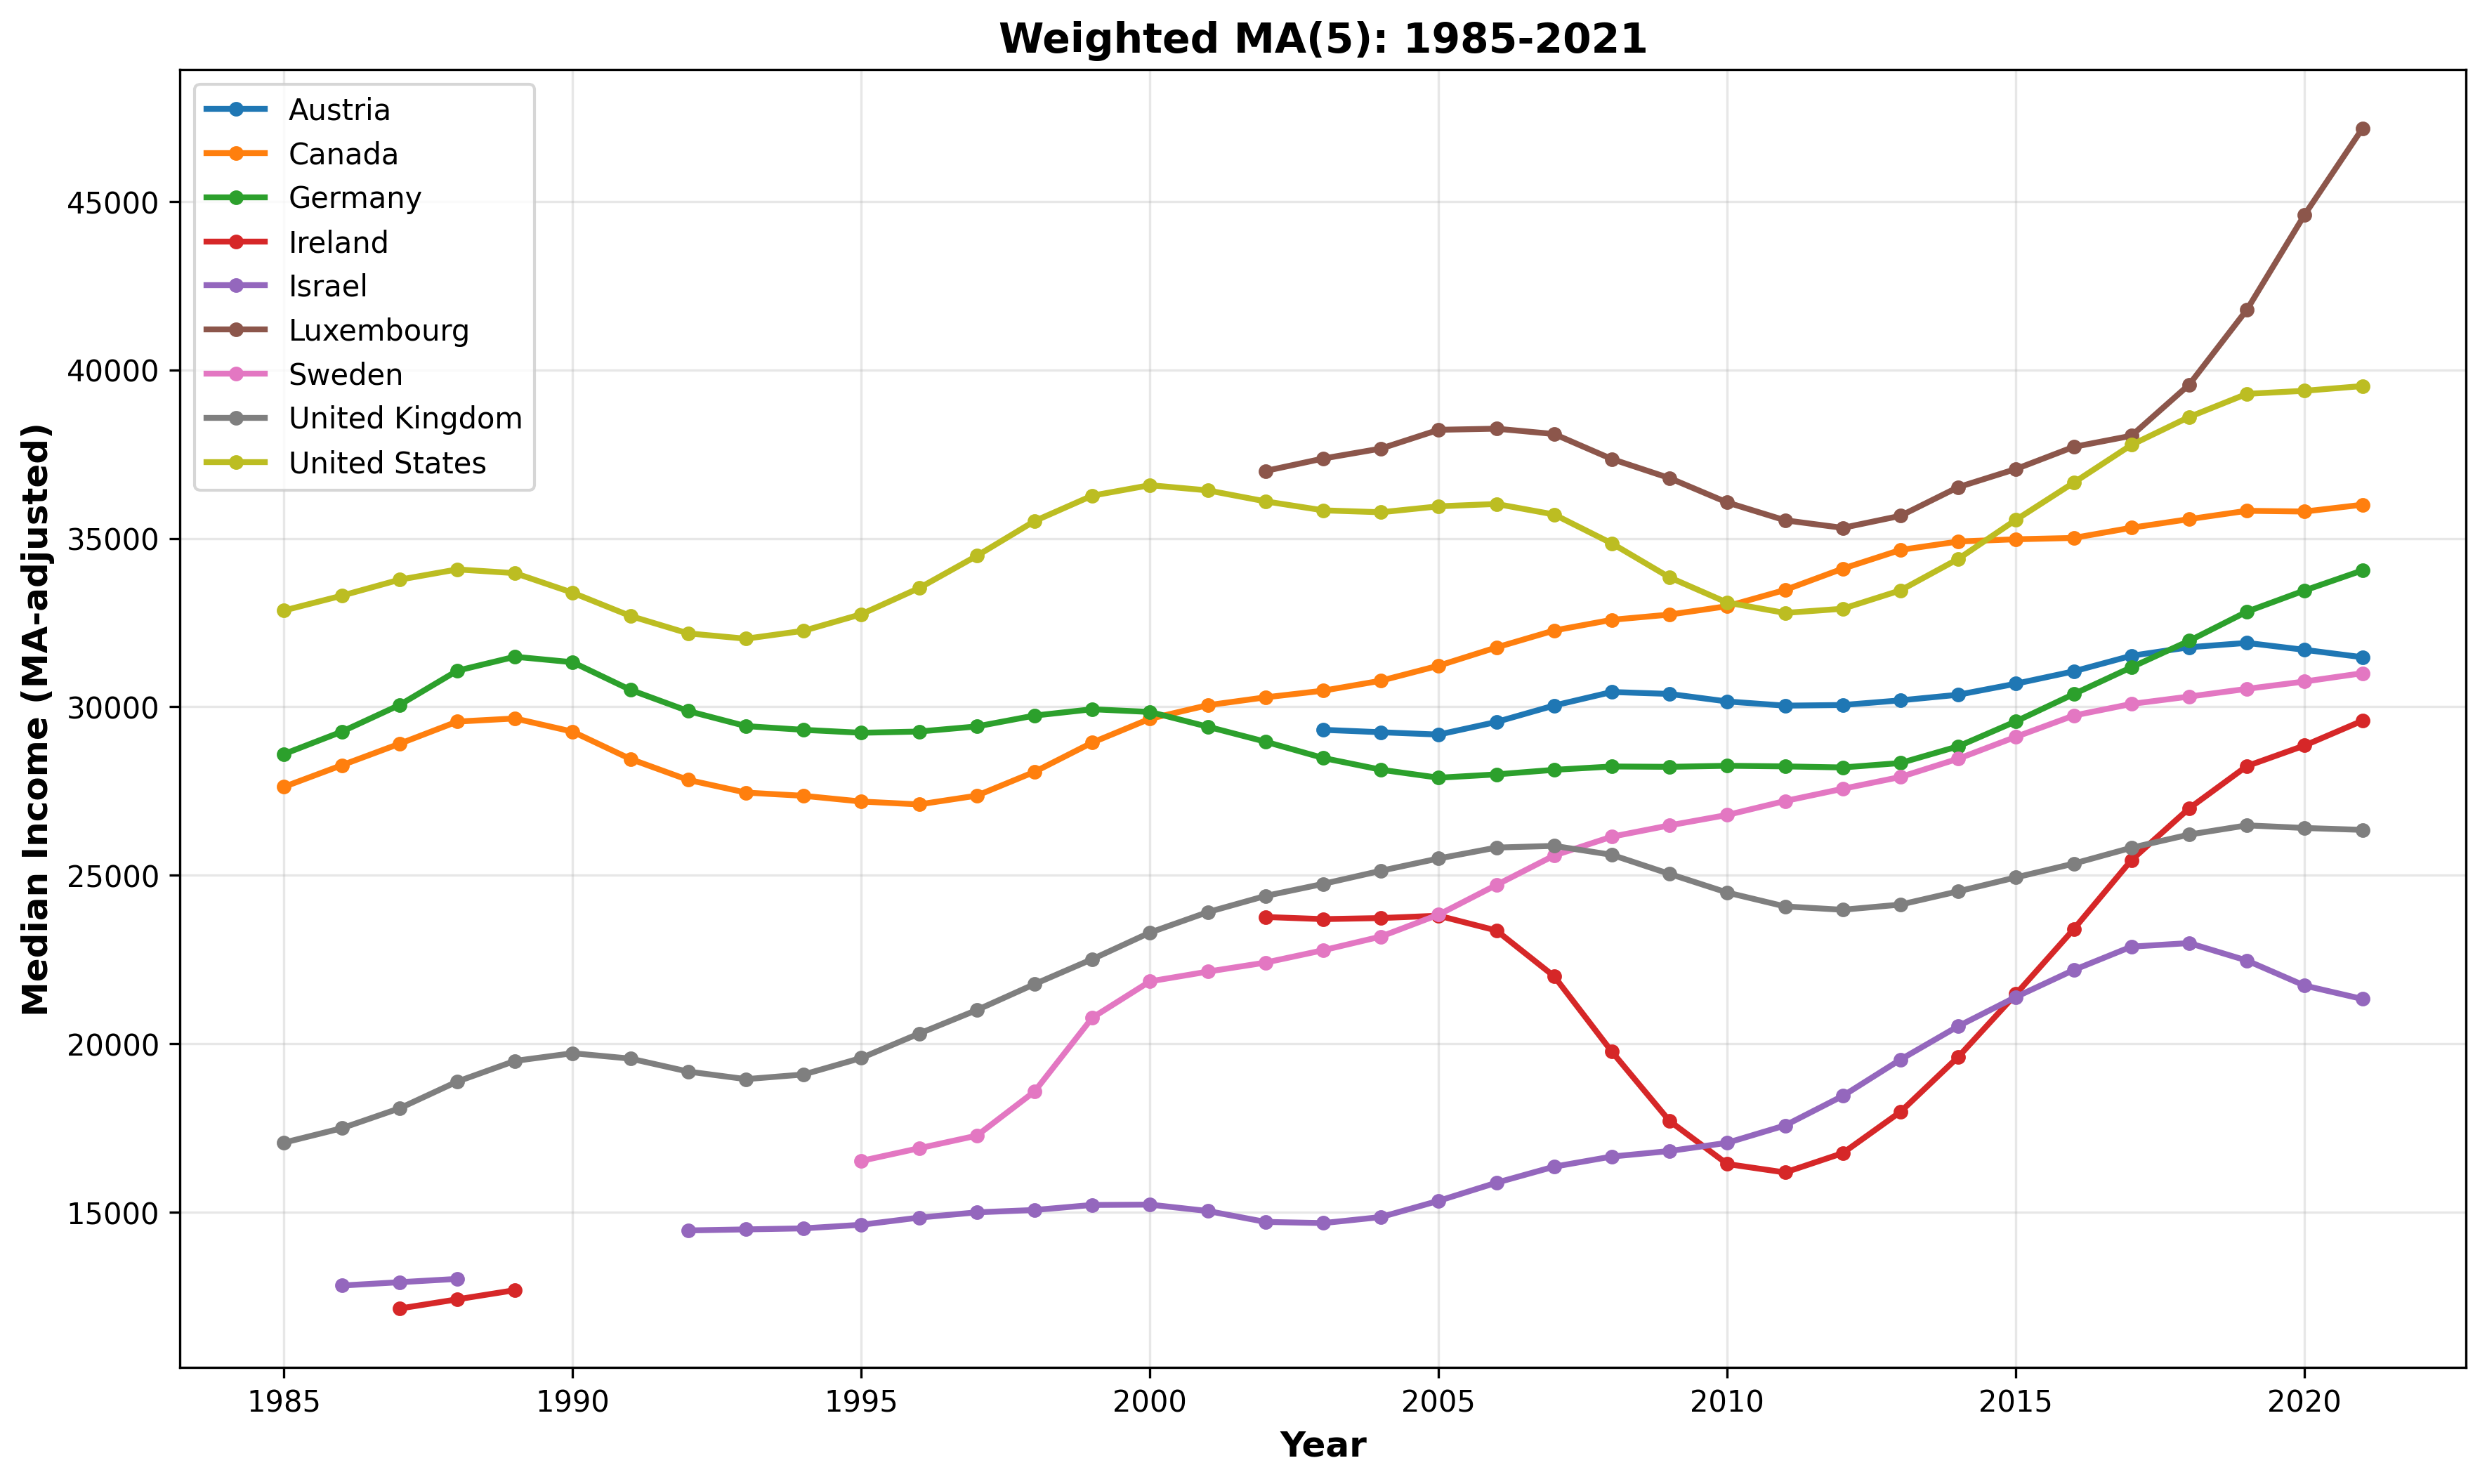 Weighted MA(5): 1985-2021
Austria
Canada
Germany
Ireland
Israel
Luxembourg
Sweden
United Kingdom
United States
45000
40000
35000
30000
25000
20000
15000
Median Income (MA-adjusted)
1985 1990 1995 2000 2005 2010 2015 2020
Year